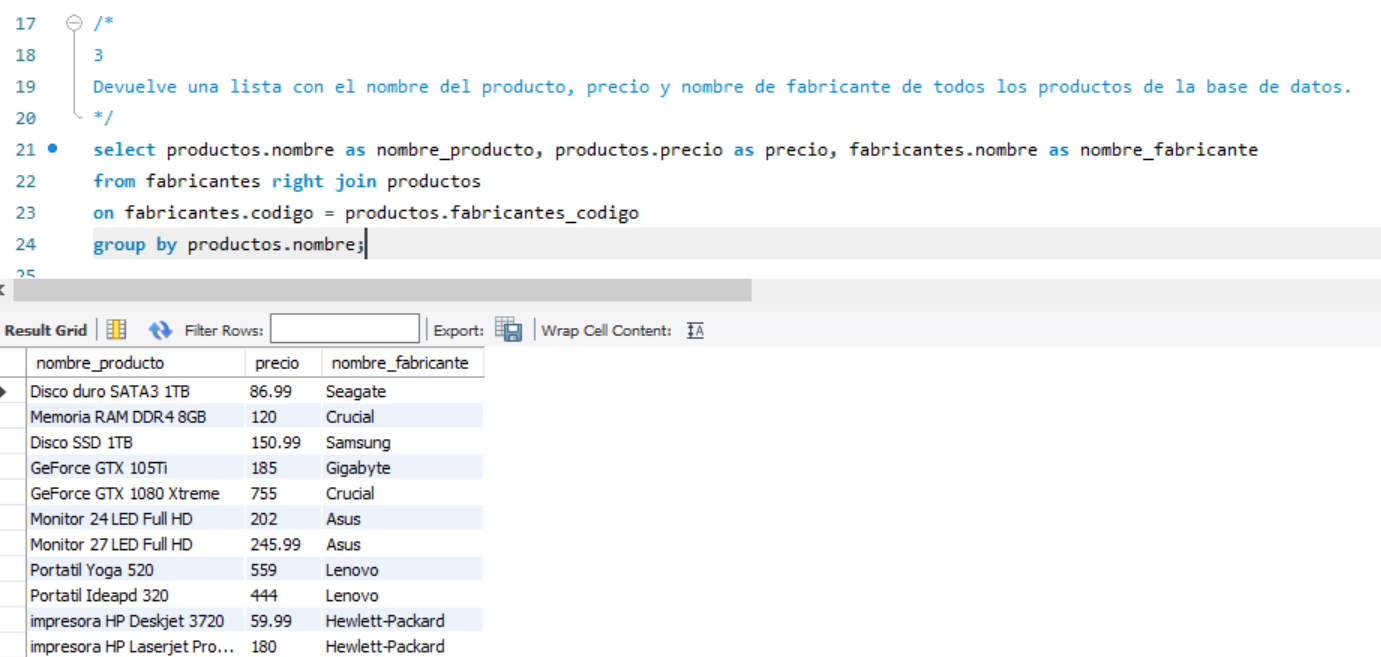 17 /*
18 3
19 Devuelve una lista con el nombre del producto, precio y nombre de fabricante de todos los productos de la base de datos.
20 */
21 select productos.nombre as nombre_producto, productos.precio as precio, fabricantes.nombre as nombre_fabricante
22 from fabricantes right join productos
23 on fabricantes.codigo = productos.fabricantes_codigo
24 group by productos.nombre;
25
Result Grid Filter Rows: Export: Wrap Cell Content: IA
nombre_producto precio nombre_fabricante
Disco duro SATA3 1TB 86.99 Seagate
Memoria RAM DDR4 8GB 120 Crucial
Disco SSD 1TB 150.99 Samsung
GeForce GTX 105Ti 185 Gigabyte
GeForce GTX 1080 Xtreme 755 Crucial
Monitor 24 LED Full HD 202 Asus
Monitor 27 LED Full HD 245.99 Asus
Portatil Yoga 520 559 Lenovo
Portatil Ideapd 320 444 Lenovo
impresora HP Deskjet 3720 59.99 Hewlett-Packard
impresora HP Laserjet Pro... 180 Hewlett-Packard